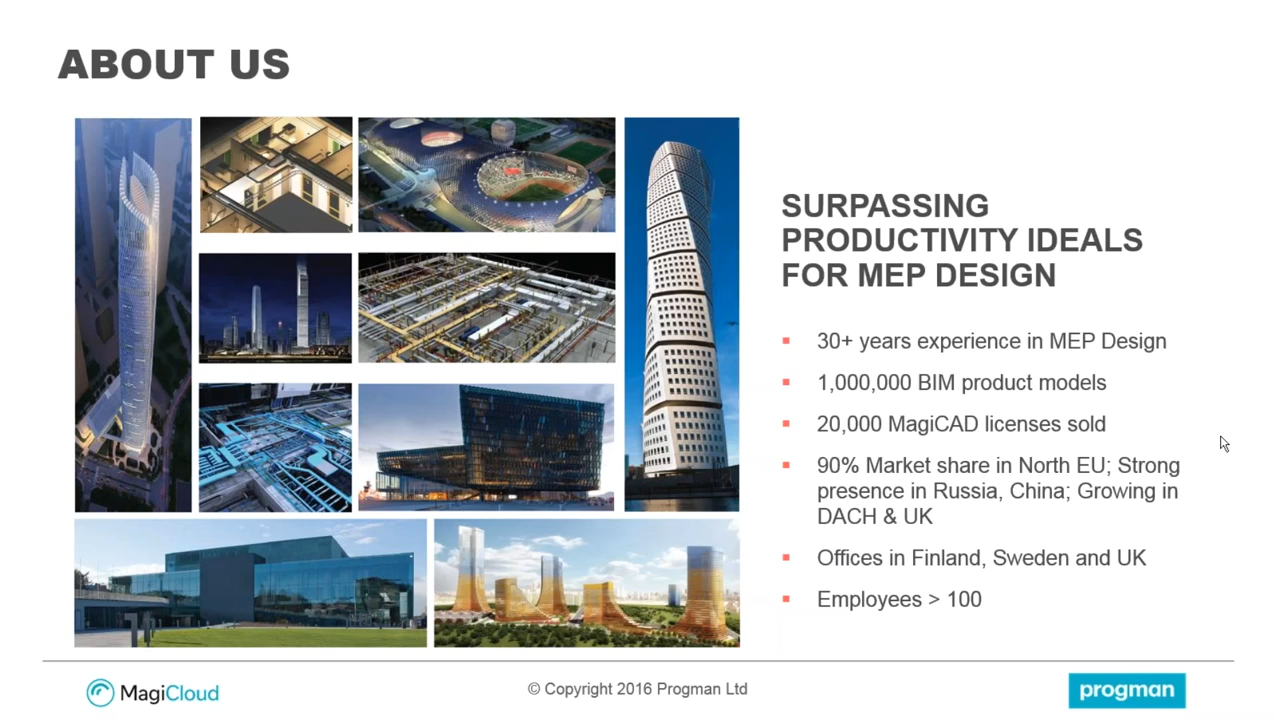 ABOUT US
SURPASSING
PRODUCTIVITY IDEALS
FOR MEP DESIGN
30+ years experience in MEP Design
1,000,000 BIM product models
20,000 MagiCAD licenses sold
90% Market share in North EU; Strong
presence in Russia, China; Growing in
DACH & UK
Offices in Finland, Sweden and UK
Employees > 100
MagiCloud
© Copyright 2016 Progman Ltd
progman